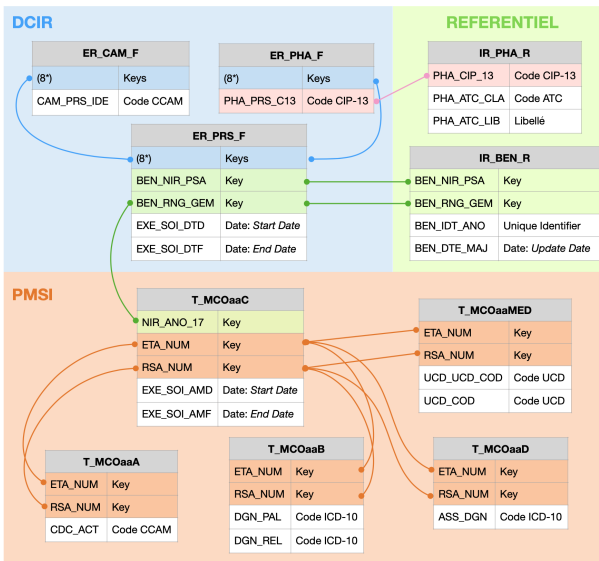 DCIR
REFERENTIEL
ER_CAM_F
(8*) Keys
CAM_PRS_IDE Code CCAM
ER_PHA_F
(8*) Keys
PHA_PRS_C13 Code CIP-13
IR_PHA_R
PHA_CIP_13 Code CIP-13
PHA_ATC_CLA Code ATC
PHA_ATC_LIB Libellé
ER_PRS_F
(8*) Keys
BEN_NIR_PSA Key
BEN_RNG_GEM Key
EXE_SOI_DTD Date: Start Date
EXE_SOI_DTF Date: End Date
IR_BEN_R
BEN_NIR_PSA Key
BEN_RNG_GEM Key
BEN_IDT_ANO Unique Identifier
BEN_DTE_MAJ Date: Update Date
PMSI
T_MCOaaC
NIR_ANO_17 Key
ETA_NUM Key
RSA_NUM Key
EXE_SOI_AMD Date: Start Date
EXE_SOI_AMF Date: End Date
T_MCOaaMED
ETA_NUM Key
RSA_NUM Key
UCD_UCD_COD Code UCD
UCD_COD Code UCD
T_MCOaaA
ETA_NUM Key
RSA_NUM Key
CDC_ACT Code CCAM
T_MCOaaB
ETA_NUM Key
RSA_NUM Key
DGN_PAL Code ICD-10
DGN_REL Code ICD-10
T_MCOaaD
ETA_NUM Key
RSA_NUM Key
ASS_DGN Code ICD-10